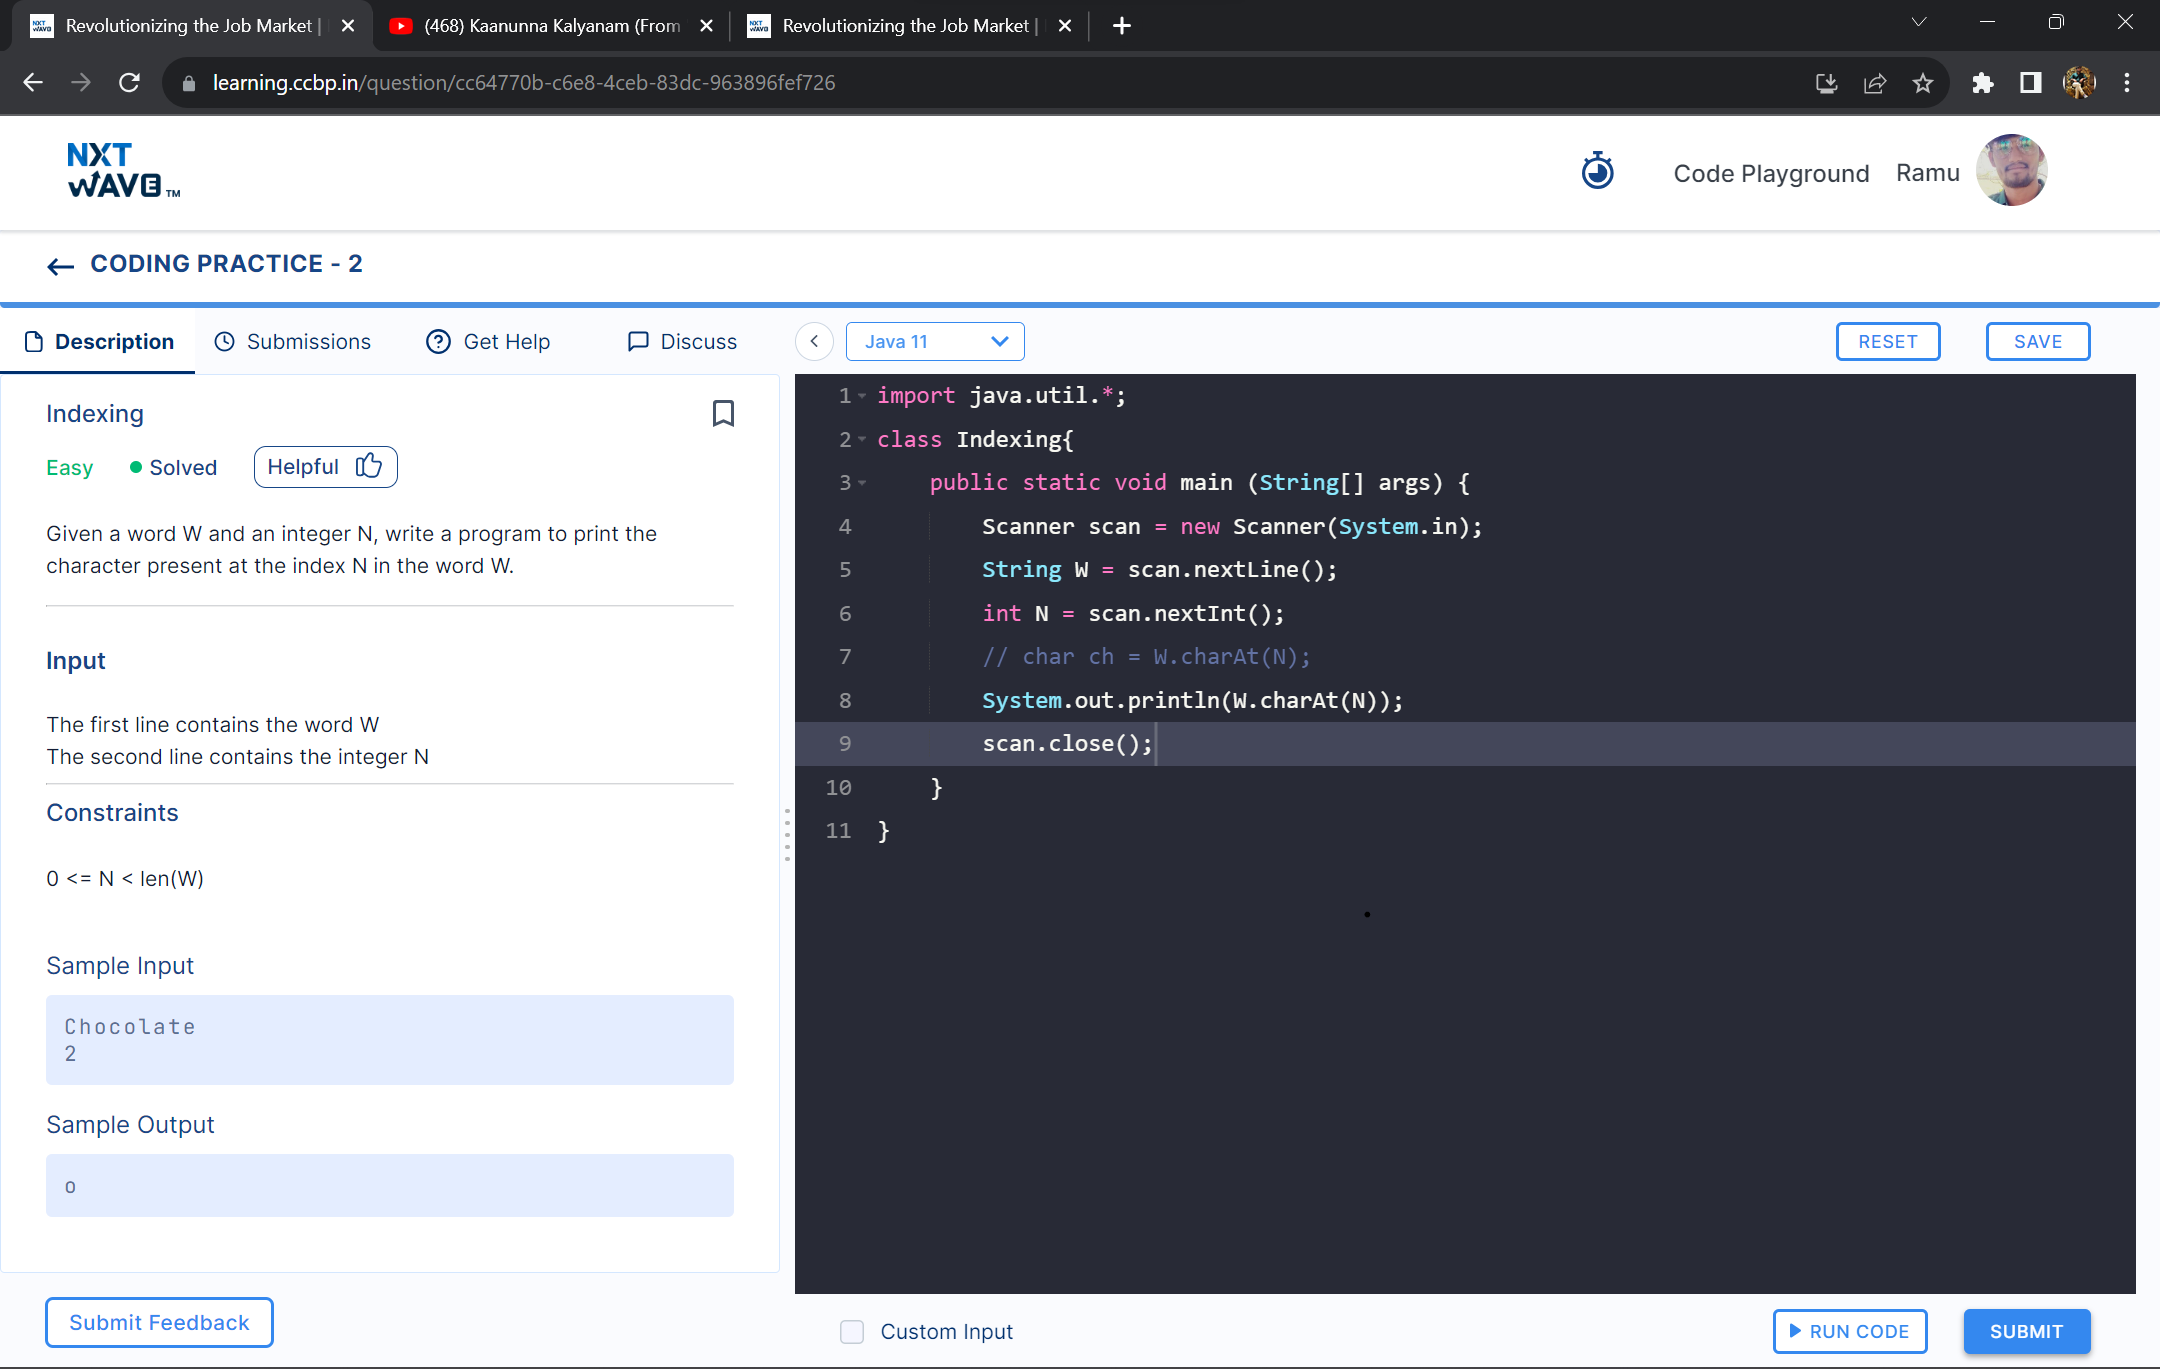 Revolutionizing the Job Market |
(468) Kaanunna Kalyanam (From
Revolutionizing the Job Market |
learning.ccbp.in/question/cc64770b-c6e8-4ceb-83dc-963896fef726
NXT
WAVE TM
Code Playground
Ramu
CODING PRACTICE - 2
Description
Submissions
Get Help
Discuss
Java 11
RESET
SAVE
Indexing
Easy
Solved
Helpful
Given a word W and an integer N, write a program to print the
character present at the index N in the word W.
Input
The first line contains the word W
The second line contains the integer N
Constraints
0 <= N < len(W)
Sample Input
Chocolate
2
Sample Output
o
Submit Feedback
1 import java.util.*;
2 class Indexing{
3     public static void main (String[] args) {
4         Scanner scan = new Scanner(System.in);
5         String W = scan.nextLine();
6         int N = scan.nextInt();
7         // char ch = W.charAt(N);
8         System.out.println(W.charAt(N));
9         scan.close();
10     }
11 }
Custom Input
RUN CODE
SUBMIT